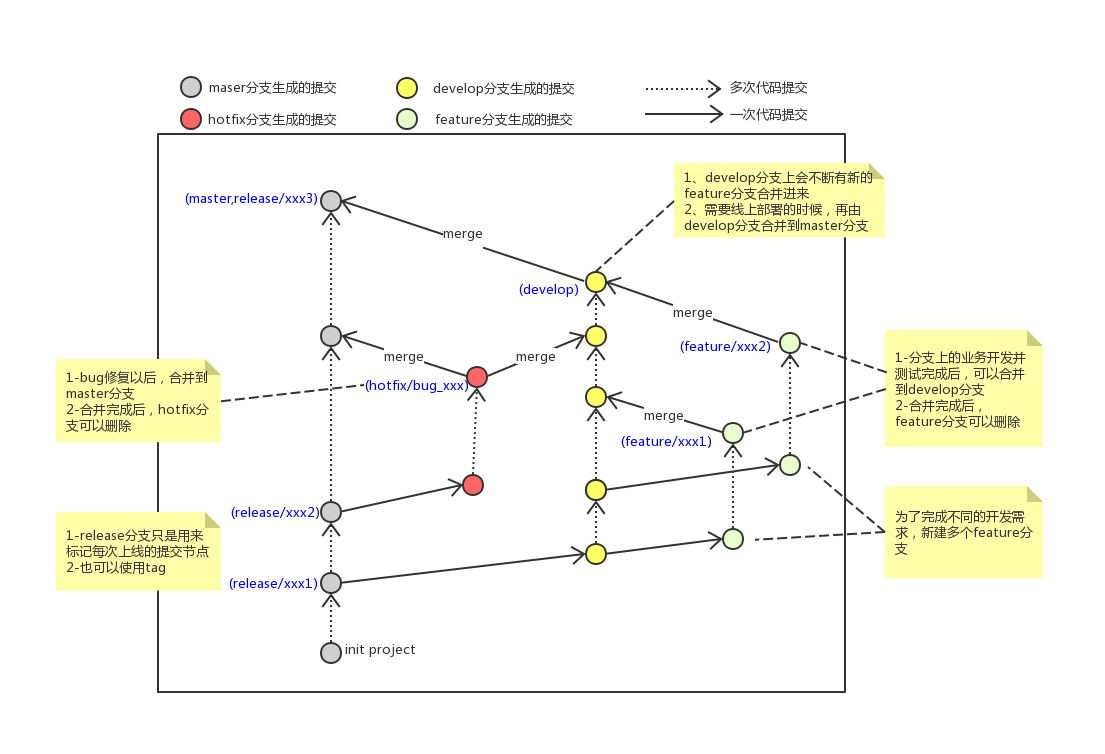 maser分支生成的提交
develop分支生成的提交
多次代码提交
hotfix分支生成的提交
feature分支生成的提交
一次代码提交
1、develop分支上会不断有新的
feature分支合并进来
2、需要线上部署的时候，再由
develop分支合并到master分支
(master,release/xxx3)
merge
(develop)
merge
(feature/xxx2)
merge
merge
(hotfix/bug_xxx)
1-bug修复以后，合并到
master分支
2-合并完成后，hotfix分
支可以删除
1-分支上的业务开发并
测试完成后，可以合并
到develop分支
2-合并完成后，
feature分支可以删除
merge
(feature/xxx1)
(release/xxx2)
1-release分支只是用来
标记每次上线的提交节点
2-也可以使用tag
为了完成不同的开发需
求，新建多个feature分
支
(release/xxx1)
init project